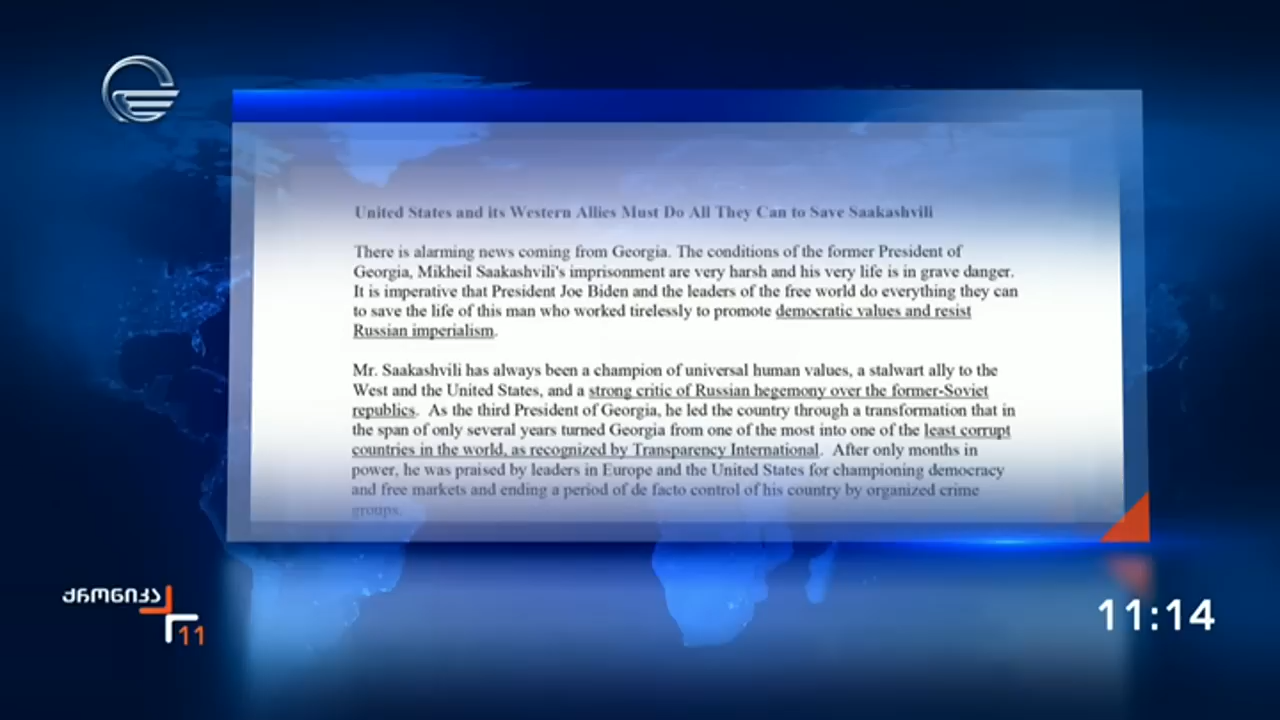 United States and its Western Allies Must Do All They Can to Save Saakashvili
There is alarming news coming from Georgia. The conditions of the former President of
Georgia, Mikheil Saakashvili's imprisonment are very harsh and his very life is in grave danger.
It is imperative that President Joe Biden and the leaders of the free world do everything they can
to save the life of this man who worked tirelessly to promote democratic values and resist
Russian imperialism.
Mr. Saakashvili has always been a champion of universal human values, a stalwart ally to the
West and the United States, and a strong critic of Russian hegemony over the former-Soviet
republics. As the third President of Georgia, he led the country through a transformation that in
the span of only several years turned Georgia from one of the most into one of the least corrupt
countries in the world, as recognized by Transparency International. After only months in
power, he was praised by leaders in Europe and the United States for championing democracy
and free markets and ending a period of de facto control of his country by organized crime
groups.
ქრონიკა
11
11:14